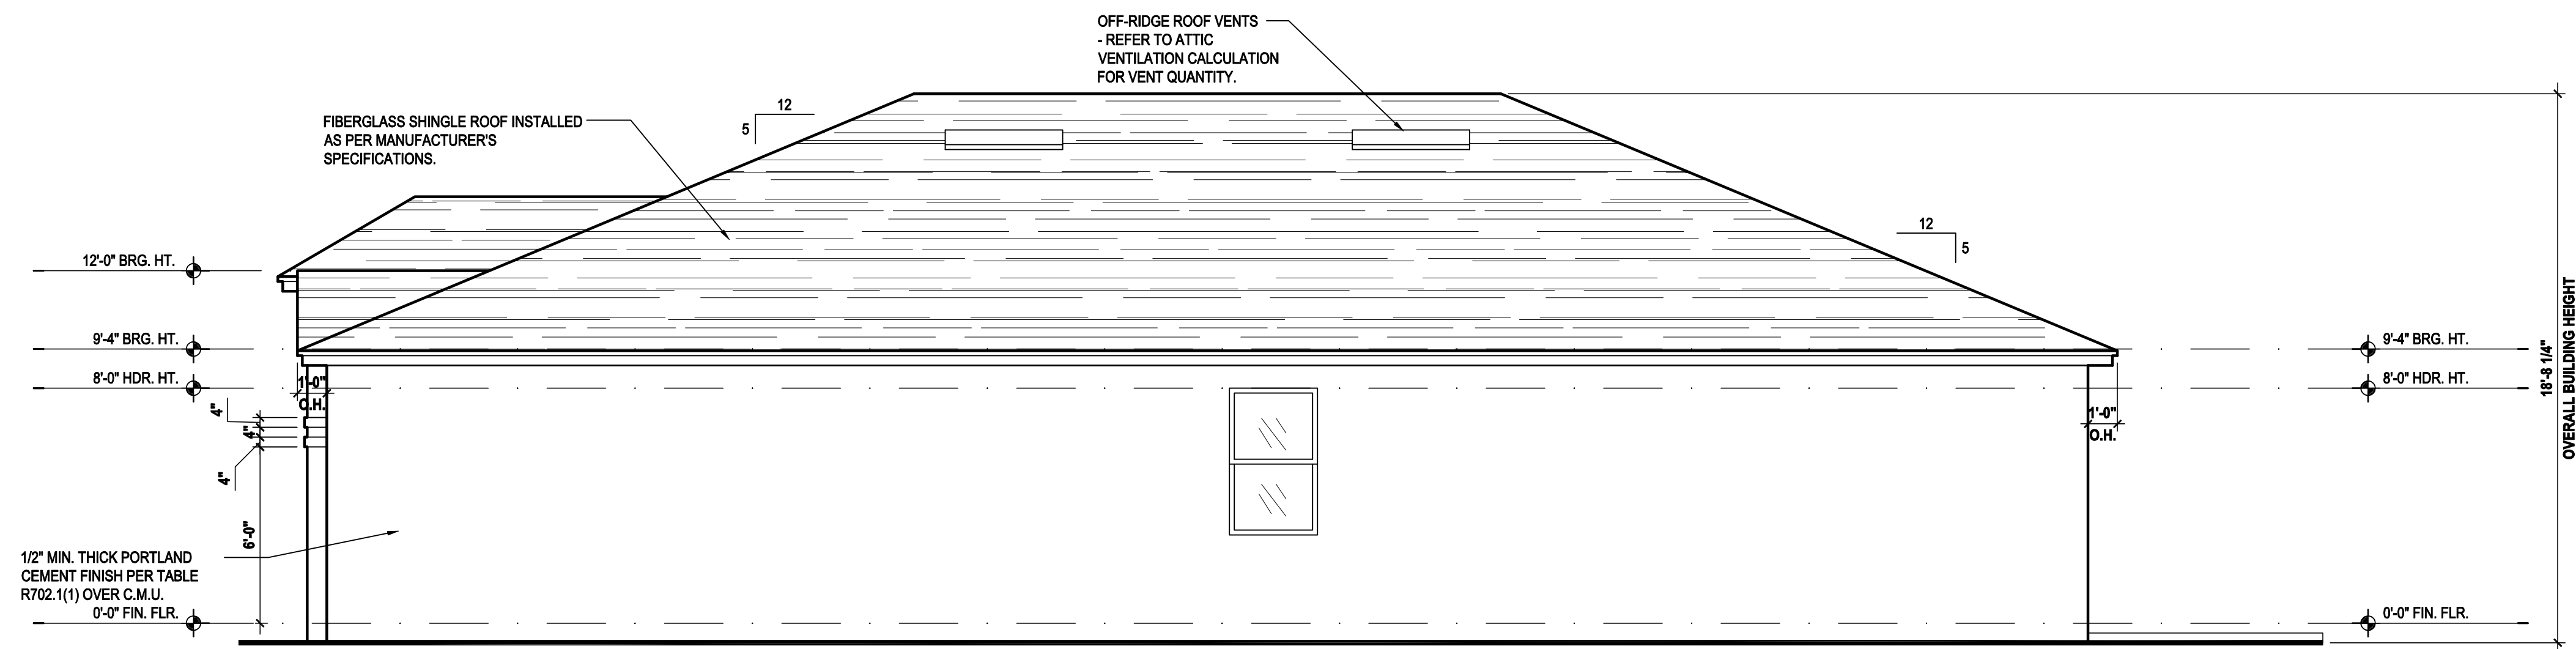 OFF-RIDGE ROOF VENTS
- REFER TO ATTIC
VENTILATION CALCULATION
FOR VENT QUANTITY.
FIBERGLASS SHINGLE ROOF INSTALLED
AS PER MANUFACTURER'S
SPECIFICATIONS.
12
5
12
5
12'-0" BRG. HT.
9'-4" BRG. HT.
8'-0" HDR. HT.
1'-0"
O.H.
4"
4"
4"
6'-0"
1/2" MIN. THICK PORTLAND
CEMENT FINISH PER TABLE
R702.1(1) OVER C.M.U.
0'-0" FIN. FLR.
9'-4" BRG. HT.
8'-0" HDR. HT.
1'-0"
O.H.
0'-0" FIN. FLR.
18'-8 1/4"
OVERALL BUILDING HEIGHT